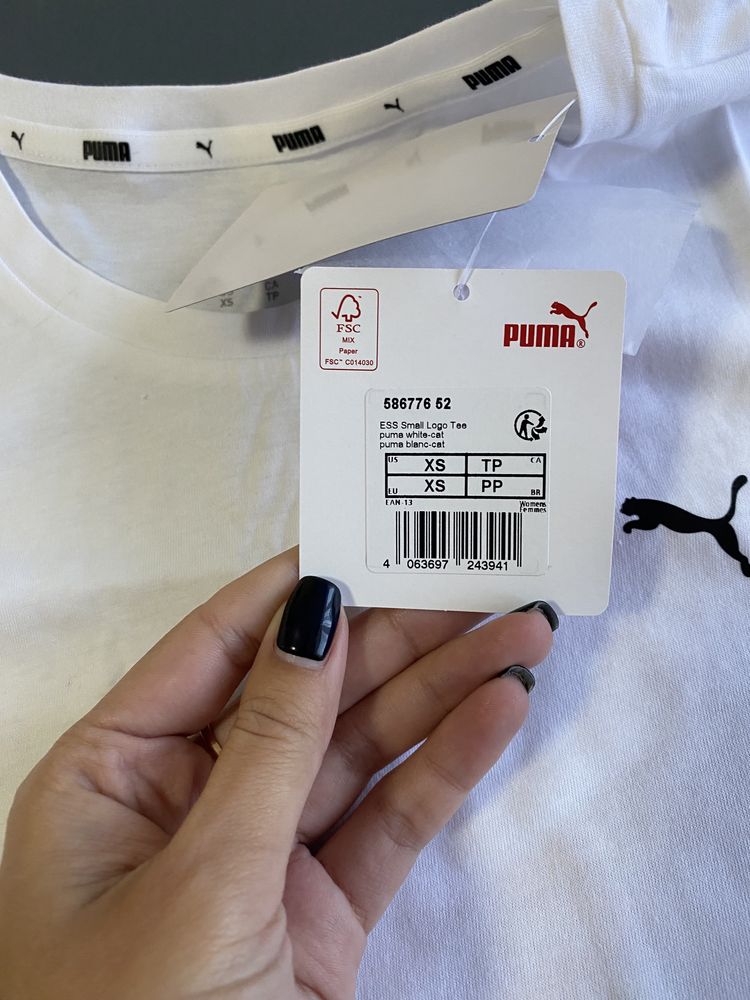 PUMA
PUMA
PUMA
CA
XS TP
FSC
MIX
Paper
FSC™ C014030
PUMA®
586776 52
ESS Small Logo Tee
puma white-cat
puma blanc-cat
US XS TP CA
EU XS PP BR
EAN-13
Womens
Femmes
4 063697 243941